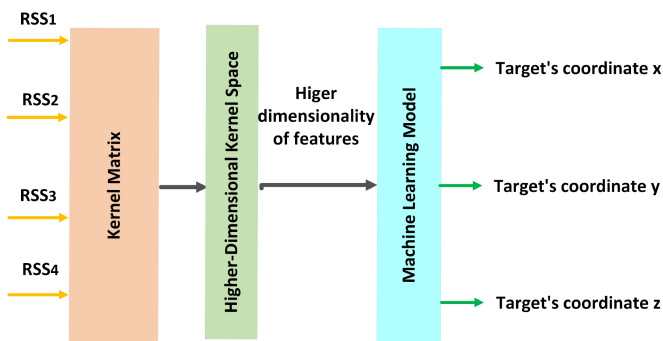 RSS1
RSS2
RSS3
RSS4
Kernel Matrix
Higher-Dimensional Kernel Space
Higer
dimensionality
of features
Machine Learning Model
Target's coordinate x
Target's coordinate y
Target's coordinate z